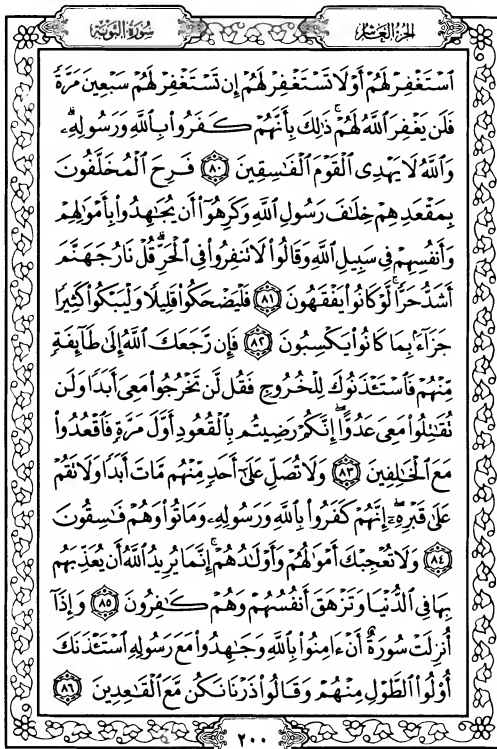 الجزء العاشر
سورة التوبة
ٱسْتَغْفِرْ لَهُمْ أَوْ لَا تَسْتَغْفِرْ لَهُمْ إِن تَسْتَغْفِرْ لَهُمْ سَبْعِينَ مَرَّةً
فَلَن يَغْفِرَ ٱللَّهُ لَهُمْ ۚ ذَٰلِكَ بِأَنَّهُمْ كَفَرُوا۟ بِٱللَّهِ وَرَسُولِهِۦ ۗ
وَٱللَّهُ لَا يَهْدِى ٱلْقَوْمَ ٱلْفَٰسِقِينَ ٨٠ فَرِحَ ٱلْمُخَلَّفُونَ
بِمَقْعَدِهِمْ خِلَٰفَ رَسُولِ ٱللَّهِ وَكَرِهُوٓا۟ أَن يُجَٰهِدُوا۟ بِأَمْوَٰلِهِمْ
وَأَنفُسِهِمْ فِى سَبِيلِ ٱللَّهِ وَقَالُوا۟ لَا تَنفِرُوا۟ فِى ٱلْحَرِّ ۗ قُلْ نَارُ جَهَنَّمَ
أَشَدُّ حَرًّا ۚ لَّوْ كَانُوا۟ يَفْقَهُونَ ٨١ فَلْيَضْحَكُوا۟ قَلِيلًا وَلْيَبْكُوا۟ كَثِيرًا
جَزَآءًۢ بِمَا كَانُوا۟ يَكْسِبُونَ ٨٢ فَإِن رَّجَعَكَ ٱللَّهُ إِلَىٰ طَآئِفَةٍ
مِّنْهُمْ فَٱسْتَـْٔذَنُوكَ لِلْخُرُوجِ فَقُل لَّن تَخْرُجُوا۟ مَعِىَ أَبَدًا وَلَن
تُقَٰتِلُوا۟ مَعِىَ عَدُوًّا ۖ إِنَّكُمْ رَضِيتُم بِٱلْقُعُودِ أَوَّلَ مَرَّةٍ فَٱقْعُدُوا۟
مَعَ ٱلْخَٰلِفِينَ ٨٣ وَلَا تُصَلِّ عَلَىٰٓ أَحَدٍ مِّنْهُم مَّاتَ أَبَدًا وَلَا تَقُمْ
عَلَىٰ قَبْرِهِۦٓ ۖ إِنَّهُمْ كَفَرُوا۟ بِٱللَّهِ وَرَسُولِهِۦ وَمَاتُوا۟ وَهُمْ فَٰسِقُونَ
٨٤ وَلَا تُعْجِبْكَ أَمْوَٰلُهُمْ وَأَوْلَٰدُهُمْ ۚ إِنَّمَا يُرِيدُ ٱللَّهُ أَن يُعَذِّبَهُم
بِهَا فِى ٱلدُّنْيَا وَتَزْهَقَ أَنفُسُهُمْ وَهُمْ كَٰفِرُونَ ٨٥ وَإِذَآ
أُنزِلَتْ سُورَةٌ أَنْ ءَامِنُوا۟ بِٱللَّهِ وَجَٰهِدُوا۟ مَعَ رَسُولِهِ ٱسْتَـْٔذَنَكَ
أُو۟لُوا۟ ٱلطَّوْلِ مِنْهُمْ وَقَالُوا۟ ذَرْنَا نَكُن مَّعَ ٱلْقَٰعِدِينَ ٨٦
٢٠٠